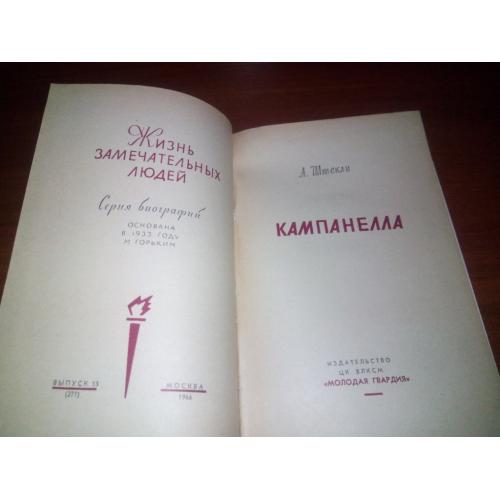 Жизнь
ЗАМЕЧАТЕЛЬНЫХ
ЛЮДЕЙ
Серия биографий
ОСНОВАНА
В 1933 ГОДУ
М. ГОРЬКИМ
ВЫПУСК 15
(277)
МОСКВА
1966
А. Штекли
КАМПАНЕЛЛА
ИЗДАТЕЛЬСТВО
ЦК ВЛКСМ
«МОЛОДАЯ ГВАРДИЯ»